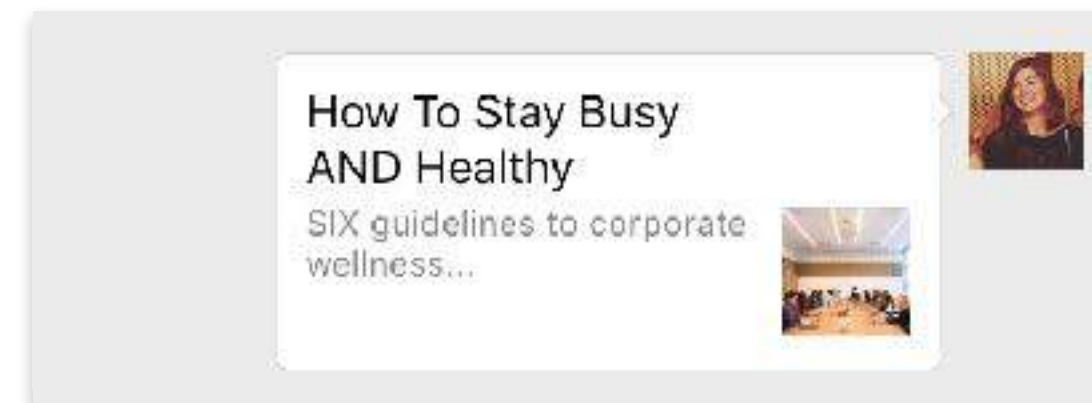 How To Stay Busy
AND Healthy
SIX guidelines to corporate
wellness...